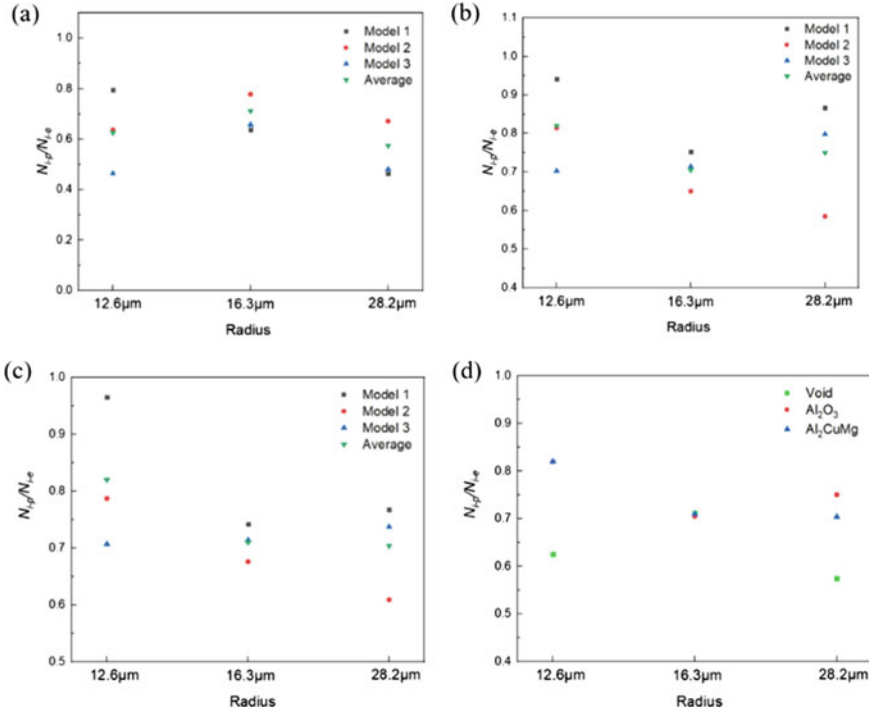 (a)
Model 1
Model 2
Model 3
Average
1.0
0.8
0.6
0.4
0.2
0.0
N_{i-p}/N_{i-e}
12.6μm
16.3μm
28.2μm
Radius
(b)
Model 1
Model 2
Model 3
Average
1.1
1.0
0.9
0.8
0.7
0.6
0.5
0.4
N_{i-p}/N_{i-e}
12.6μm
16.3μm
28.2μm
Radius
(c)
Model 1
Model 2
Model 3
Average
1.0
0.9
0.8
0.7
0.6
0.5
N_{i-p}/N_{i-e}
12.6μm
16.3μm
28.2μm
Radius
(d)
Void
Al₂O₃
Al₂CuMg
1.0
0.9
0.8
0.7
0.6
0.5
0.4
N_{i-p}/N_{i-e}
12.6μm
16.3μm
28.2μm
Radius